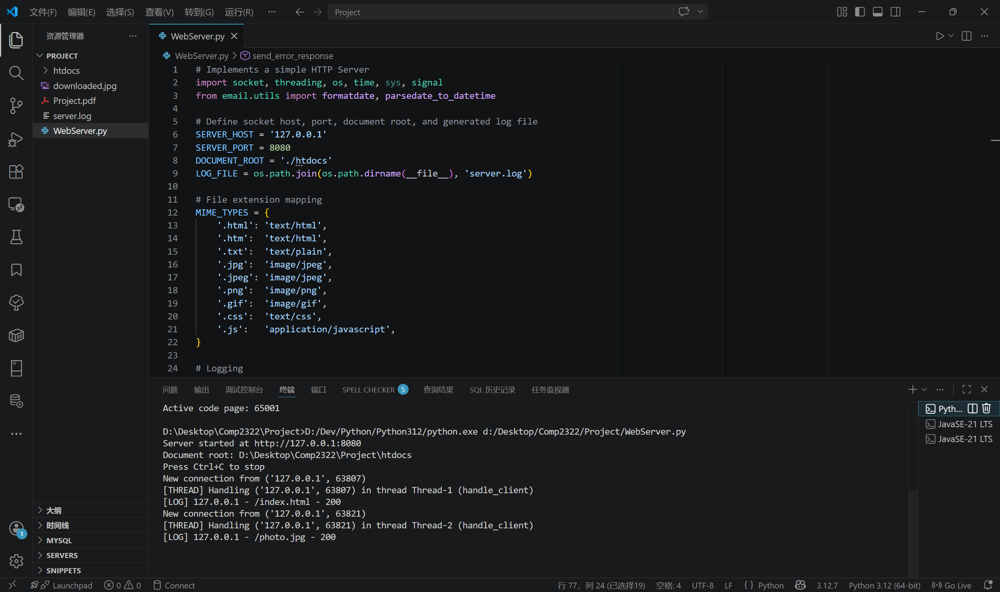 文件(F) 编辑(E) 选择(S) 查看(V) 转到(G) 运行(R) ··· Project
资源管理器
PROJECT
htdocs
downloaded.jpg
Project.pdf
server.log
WebServer.py
大纲
时间线
MYSQL
SERVERS
SNIPPETS
1
WebServer.py
WebServer.py > send_error_response
1 # Implements a simple HTTP Server
2 import socket, threading, os, time, sys, signal
3 from email.utils import formatdate, parsedate_to_datetime
4
5 # Define socket host, port, document root, and generated log file
6 SERVER_HOST = '127.0.0.1'
7 SERVER_PORT = 8080
8 DOCUMENT_ROOT = './htdocs'
9 LOG_FILE = os.path.join(os.path.dirname(__file__), 'server.log')
10
11 # File extension mapping
12 MIME_TYPES = {
13     '.html': 'text/html',
14     '.htm':  'text/html',
15     '.txt':  'text/plain',
16     '.jpg':  'image/jpeg',
17     '.jpeg': 'image/jpeg',
18     '.png':  'image/png',
19     '.gif':  'image/gif',
20     '.css':  'text/css',
21     '.js':   'application/javascript',
22 }
23
24 # Logging
问题 输出 调试控制台 终端 端口 SPELL CHECKER 5 查询结果 SQL 历史记录 任务监视器
Active code page: 65001
D:\Desktop\Comp2322\Project>D:/Dev/Python/Python312/python.exe d:/Desktop/Comp2322/Project/WebServer.py
Server started at http://127.0.0.1:8080
Document root: D:\Desktop\Comp2322\Project\htdocs
Press Ctrl+C to stop
New connection from ('127.0.0.1', 63807)
[THREAD] Handling ('127.0.0.1', 63807) in thread Thread-1 (handle_client)
[LOG] 127.0.0.1 - /index.html - 200
New connection from ('127.0.0.1', 63821)
[THREAD] Handling ('127.0.0.1', 63821) in thread Thread-2 (handle_client)
[LOG] 127.0.0.1 - /photo.jpg - 200
Pyth...
JavaSE-21 LTS
JavaSE-21 LTS
Launchpad 0 0 Connect 行 77，列 24 (已选择19) 空格: 4 UTF-8 LF { } Python 3.12.7 Python 3.12 (64-bit) Go Live